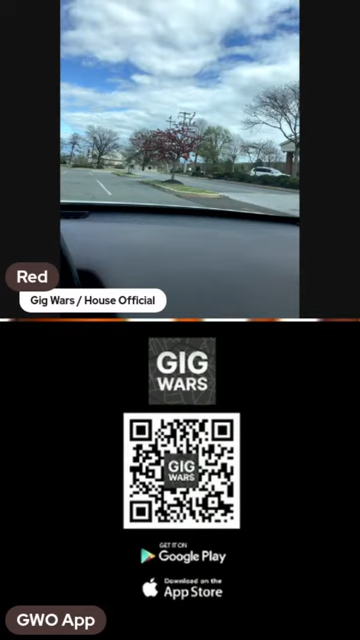 Red
Gig Wars / House Official
GIG
WARS
GIG
WARS
GET IT ON
Google Play
Download on the
App Store
GWO App